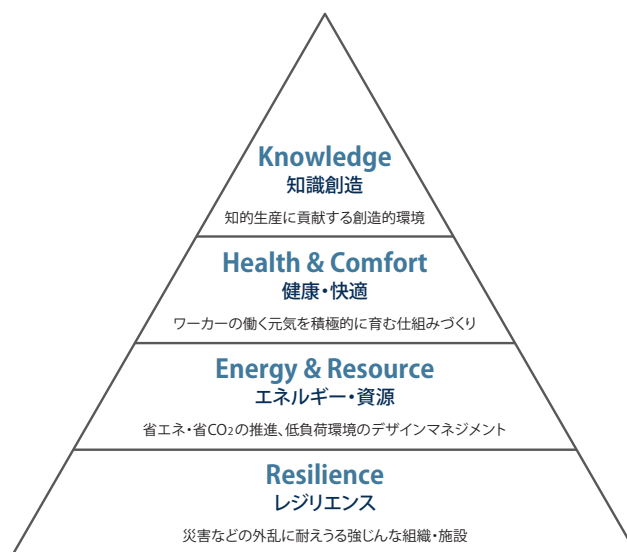 Knowledge
知識創造
知的生産に貢献する創造的環境
Health & Comfort
健康・快適
ワーカーの働く元気を積極的に育む仕組みづくり
Energy & Resource
エネルギー・資源
省エネ・省CO2の推進、低負荷環境のデザインマネジメント
Resilience
レジリエンス
災害などの外乱に耐えうる強じんな組織・施設